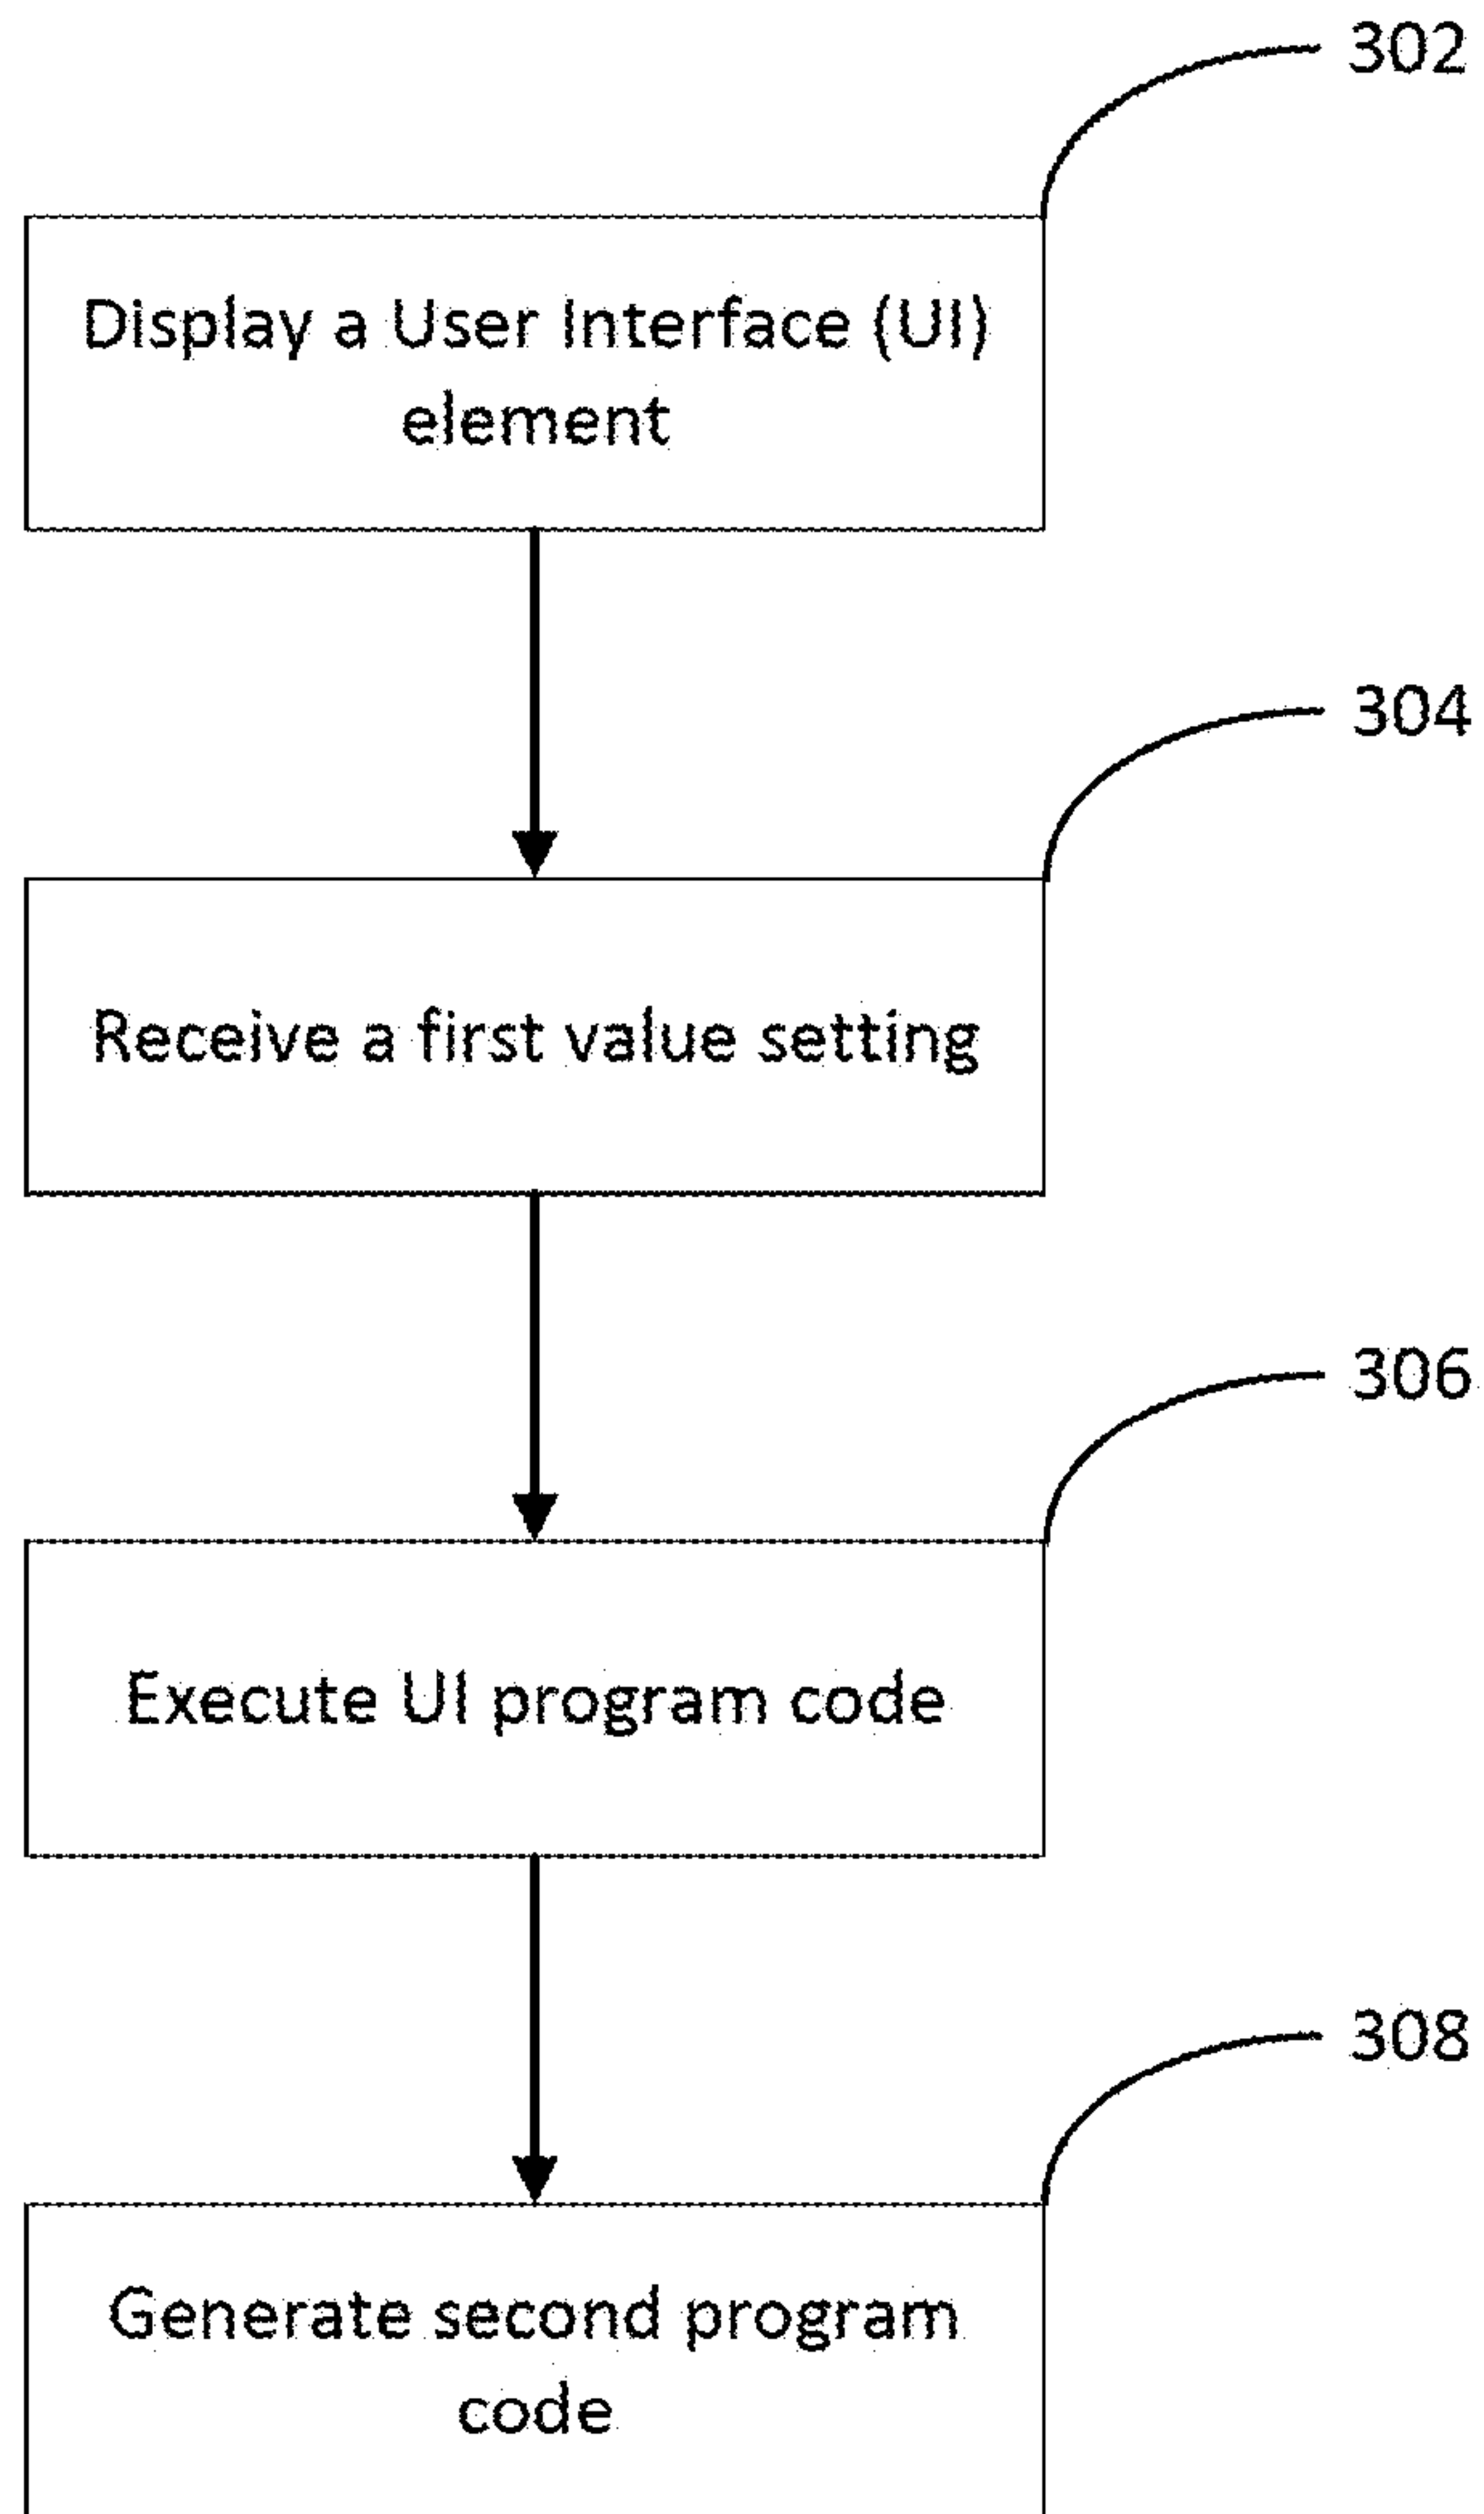 302
Display a User Interface (UI)
element
304
Receive a first value setting
306
Execute UI program code
308
Generate second program
code